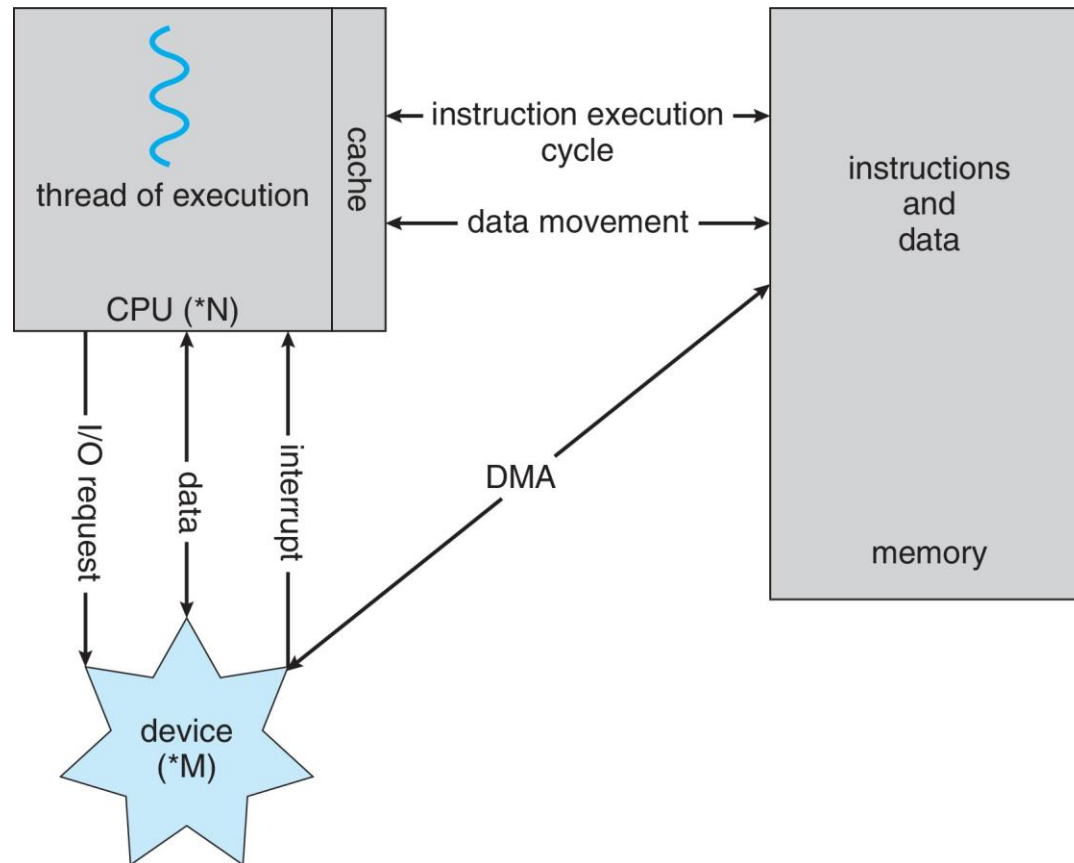 thread of execution
CPU (*N)
cache
instruction execution
cycle
data movement
instructions
and
data
memory
I/O request
data
interrupt
DMA
device
(*M)